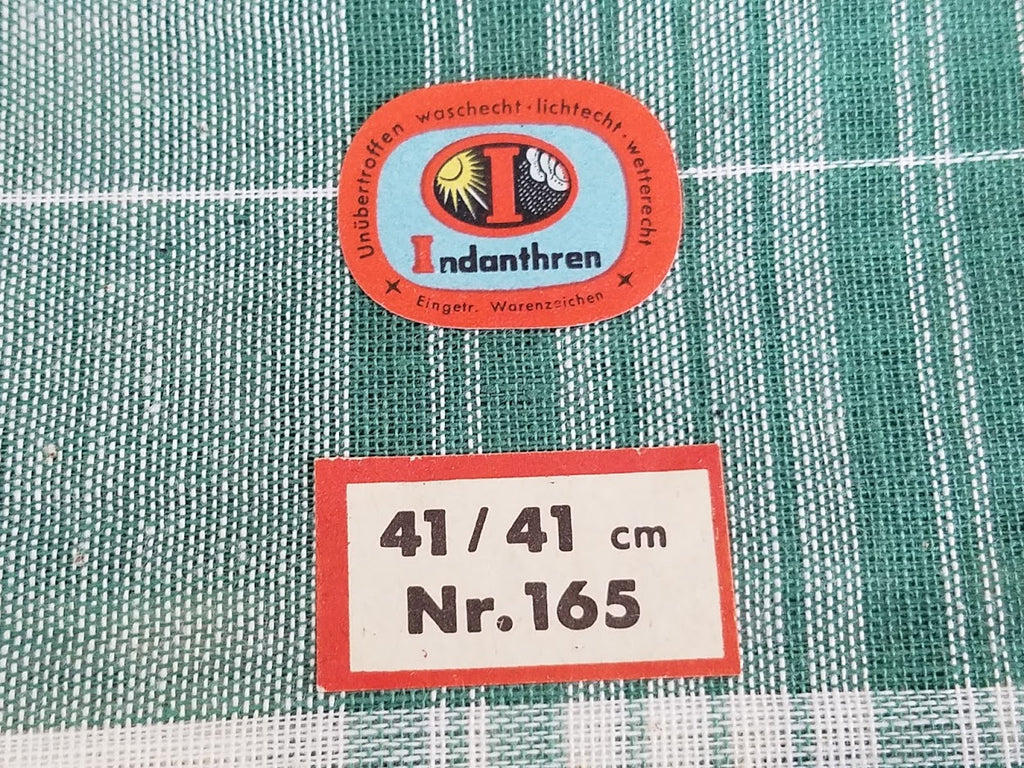 Unübertroffen waschecht · lichtecht · wetterecht
I
Indanthren
Eingetr. Warenzeichen
41 / 41 cm
Nr. 165